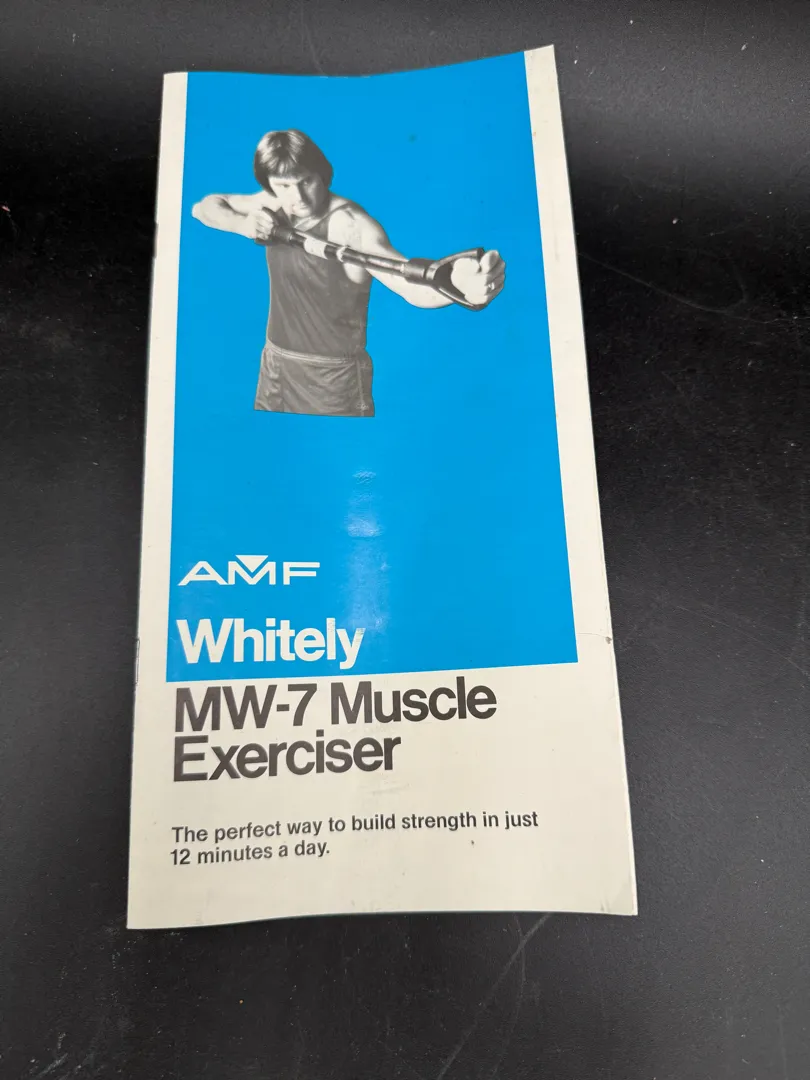 AMF
Whitely
MW-7 Muscle
Exerciser
The perfect way to build strength in just
12 minutes a day.